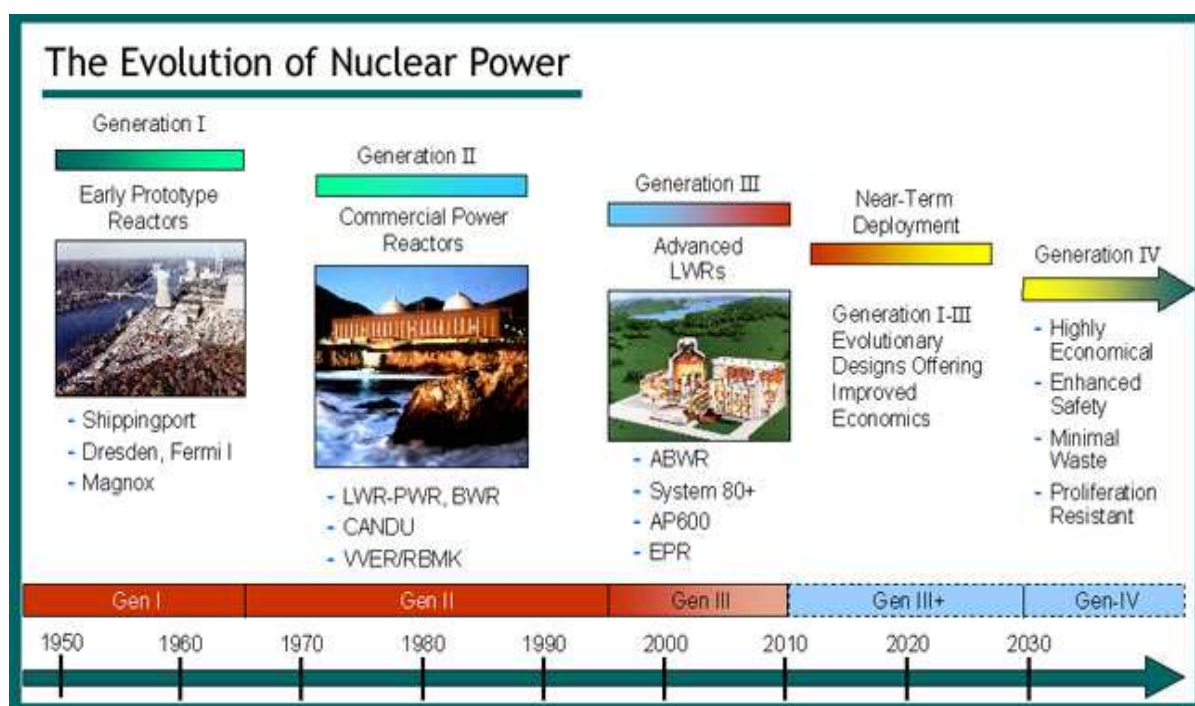 The Evolution of Nuclear Power
Generation I
Early Prototype
Reactors
- Shippingport
- Dresden, Fermi I
- Magnox
Generation II
Commercial Power
Reactors
- LWR-PWR, BWR
- CANDU
- VVER/RBMK
Generation III
Advanced
LWRs
- ABWR
- System 80+
- AP600
- EPR
Near-Term
Deployment
Generation I-III
Evolutionary
Designs Offering
Improved
Economics
Generation IV
- Highly
Economical
- Enhanced
Safety
- Minimal
Waste
- Proliferation
Resistant
Gen I Gen II Gen III Gen III+ Gen-IV
1950 1960 1970 1980 1990 2000 2010 2020 2030